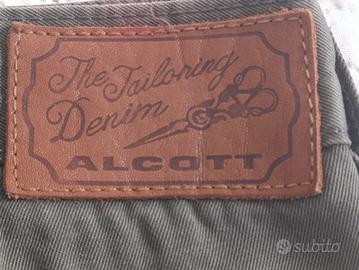 The Tailoring
Denim
ALCOTT
subito